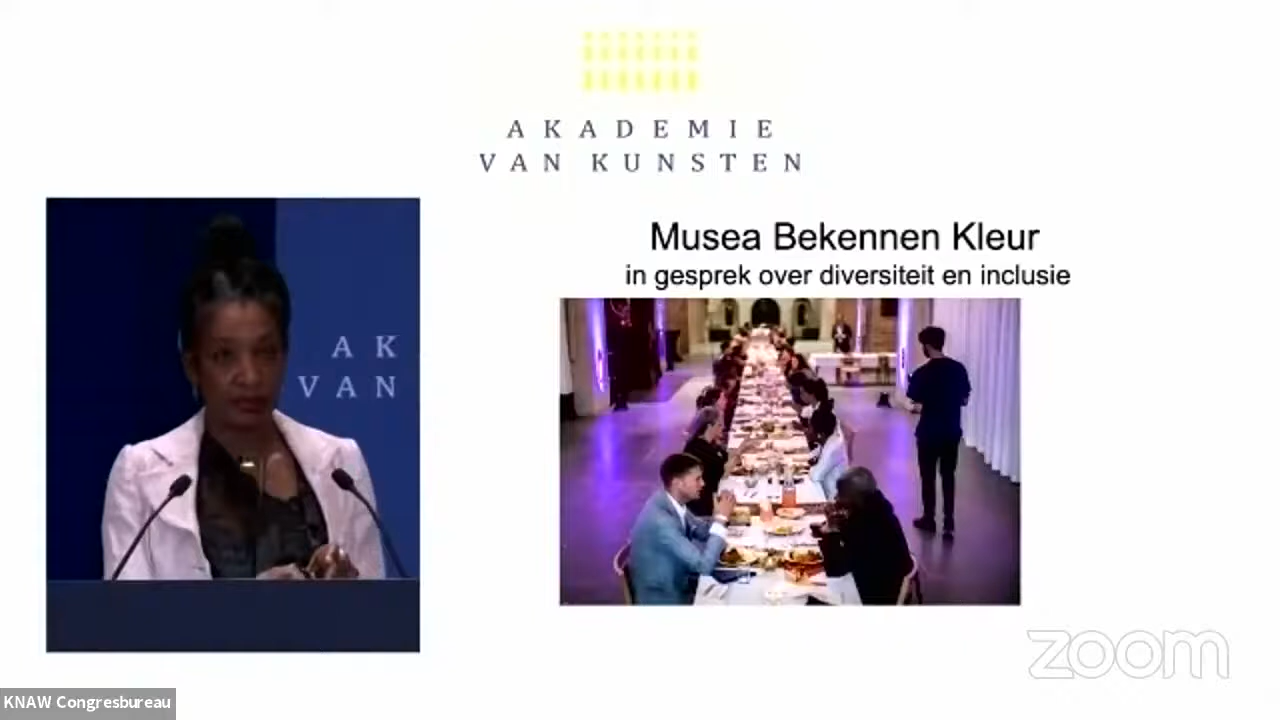 AKADEMIE
VAN KUNSTEN
Musea Bekennen Kleur
in gesprek over diversiteit en inclusie
AK
VAN
zoom
KNAW Congresbureau